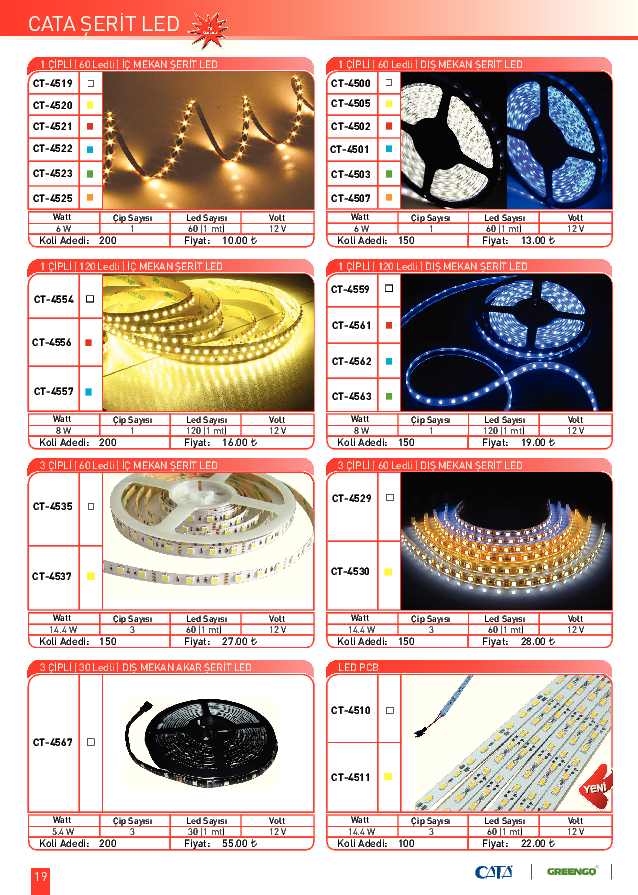 CATA ŞERİT LED
1 ÇİPLİ [ 60 Ledli ] İÇ MEKAN ŞERİT LED
CT-4519
CT-4520
CT-4521
CT-4522
CT-4523
CT-4525
Watt Çip Sayısı Led Sayısı Volt
6 W 1 60 [1 mt] 12 V
Koli Adedi: 200 Fiyat: 10.00 ₺
1 ÇİPLİ [ 60 Ledli ] DIŞ MEKAN ŞERİT LED
CT-4500
CT-4505
CT-4502
CT-4501
CT-4503
CT-4507
Watt Çip Sayısı Led Sayısı Volt
6 W 1 60 [1 mt] 12 V
Koli Adedi: 150 Fiyat: 13.00 ₺
1 ÇİPLİ [ 120 Ledli ] İÇ MEKAN ŞERİT LED
CT-4554
CT-4556
CT-4557
Watt Çip Sayısı Led Sayısı Volt
8 W 1 120 [1 mt] 12 V
Koli Adedi: 200 Fiyat: 16.00 ₺
1 ÇİPLİ [ 120 Ledli ] DIŞ MEKAN ŞERİT LED
CT-4559
CT-4561
CT-4562
CT-4563
Watt Çip Sayısı Led Sayısı Volt
8 W 1 120 [1 mt] 12 V
Koli Adedi: 150 Fiyat: 19.00 ₺
3 ÇİPLİ [ 60 Ledli ] İÇ MEKAN ŞERİT LED
CT-4535
CT-4537
Watt Çip Sayısı Led Sayısı Volt
14.4 W 3 60 [1 mt] 12 V
Koli Adedi: 150 Fiyat: 27.00 ₺
3 ÇİPLİ [ 60 Ledli ] DIŞ MEKAN ŞERİT LED
CT-4529
CT-4530
Watt Çip Sayısı Led Sayısı Volt
14.4 W 3 60 [1 mt] 12 V
Koli Adedi: 150 Fiyat: 28.00 ₺
3 ÇİPLİ [ 30 Ledli ] DIŞ MEKAN AKAR ŞERİT LED
CT-4567
Watt Çip Sayısı Led Sayısı Volt
5.4 W 3 30 [1 mt] 12 V
Koli Adedi: 200 Fiyat: 55.00 ₺
LED PCB
CT-4510
CT-4511
YENİ
Watt Çip Sayısı Led Sayısı Volt
14.4 W 3 60 [1 mt] 12 V
Koli Adedi: 100 Fiyat: 22.00 ₺
19
CATA
GREENGO